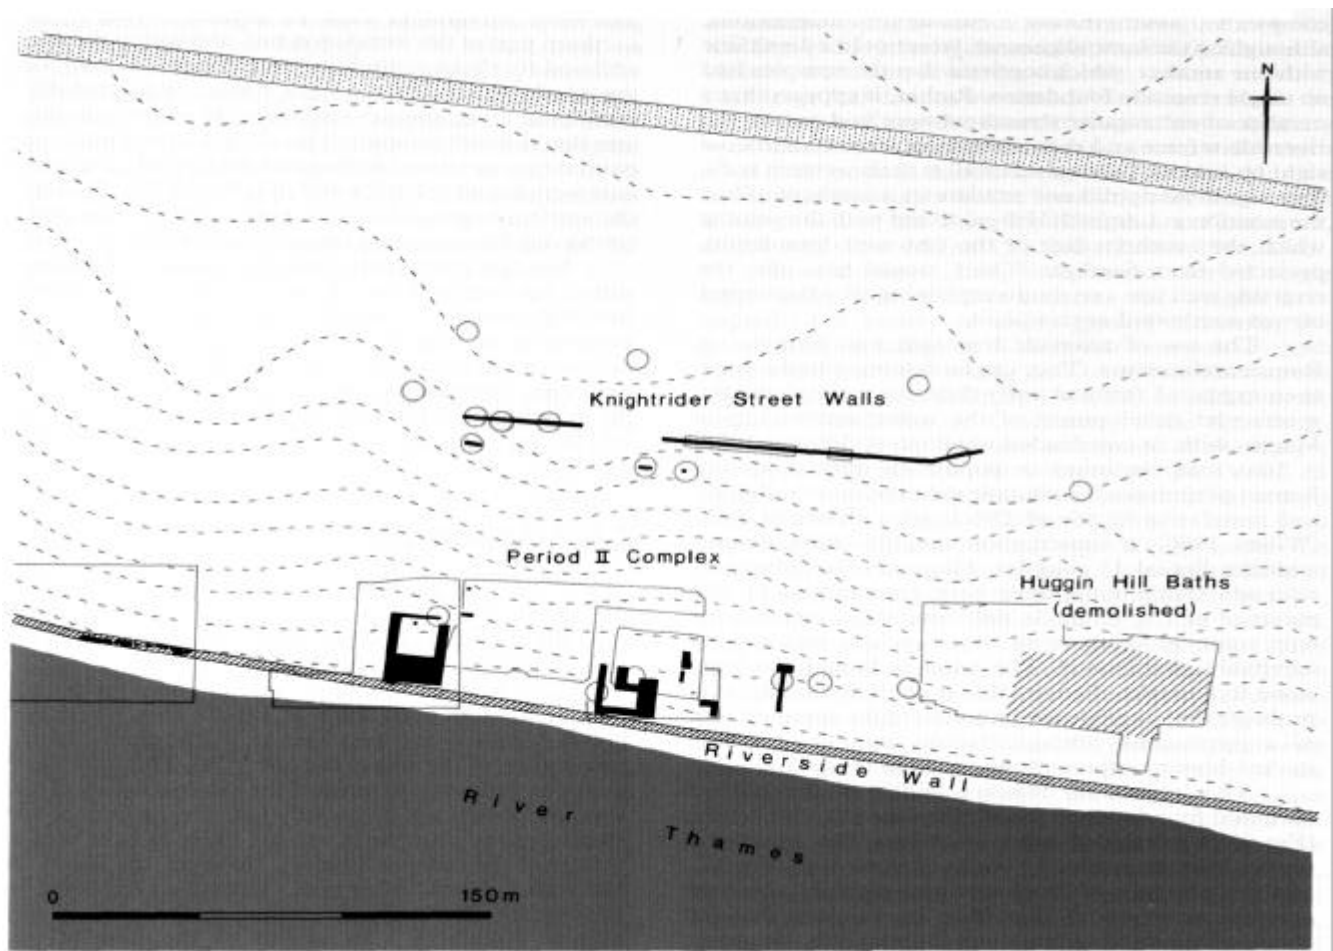 N
Knightrider Street Walls
Period II Complex
Huggin Hill Baths
(demolished)
Riverside Wall
River Thames
0 150m